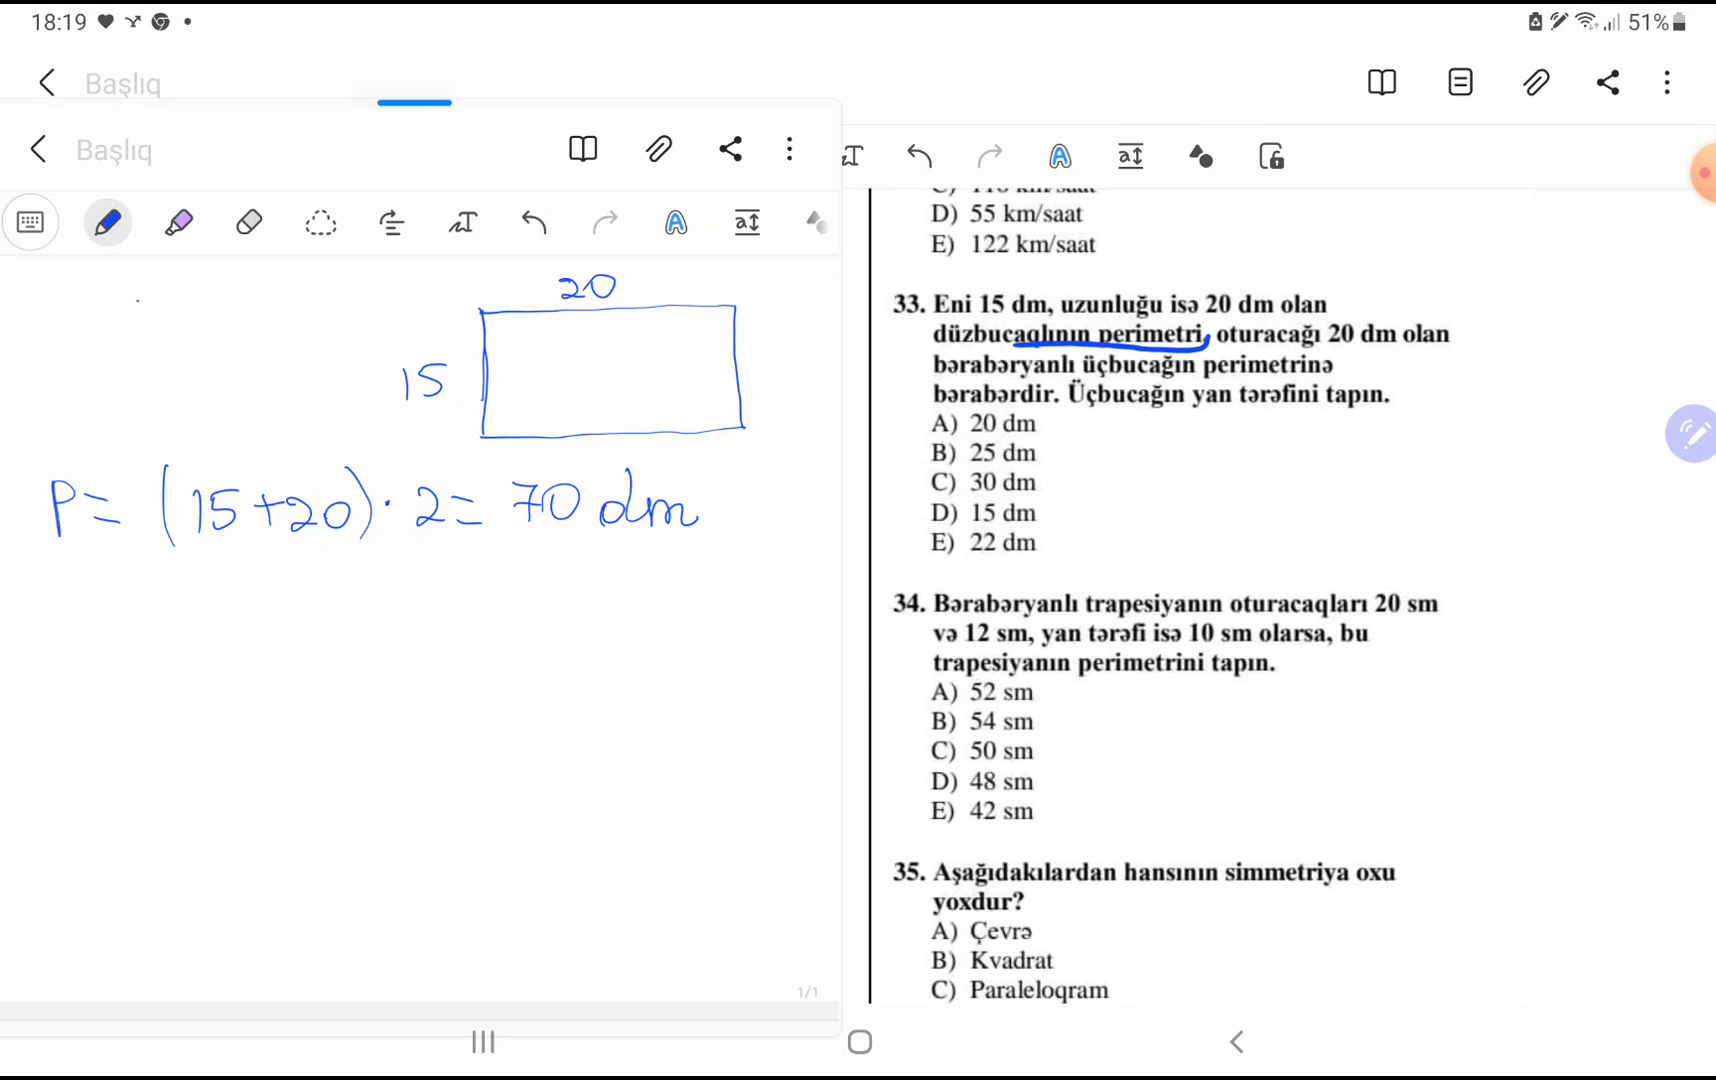 18:19
51%
Başlıq
Başlıq
20
15
P = (15+20) · 2 = 70 dm
1/1
D) 55 km/saat
E) 122 km/saat
33. Eni 15 dm, uzunluğu isə 20 dm olan
düzbucaqlının perimetri, oturacağı 20 dm olan
bərabəryanlı üçbucağın perimetrinə
bərabərdir. Üçbucağın yan tərəfini tapın.
A) 20 dm
B) 25 dm
C) 30 dm
D) 15 dm
E) 22 dm
34. Bərabəryanlı trapesiyanın oturacaqları 20 sm
və 12 sm, yan tərəfi isə 10 sm olarsa, bu
trapesiyanın perimetrini tapın.
A) 52 sm
B) 54 sm
C) 50 sm
D) 48 sm
E) 42 sm
35. Aşağıdakılardan hansının simmetriya oxu
yoxdur?
A) Çevrə
B) Kvadrat
C) Paraleloqram